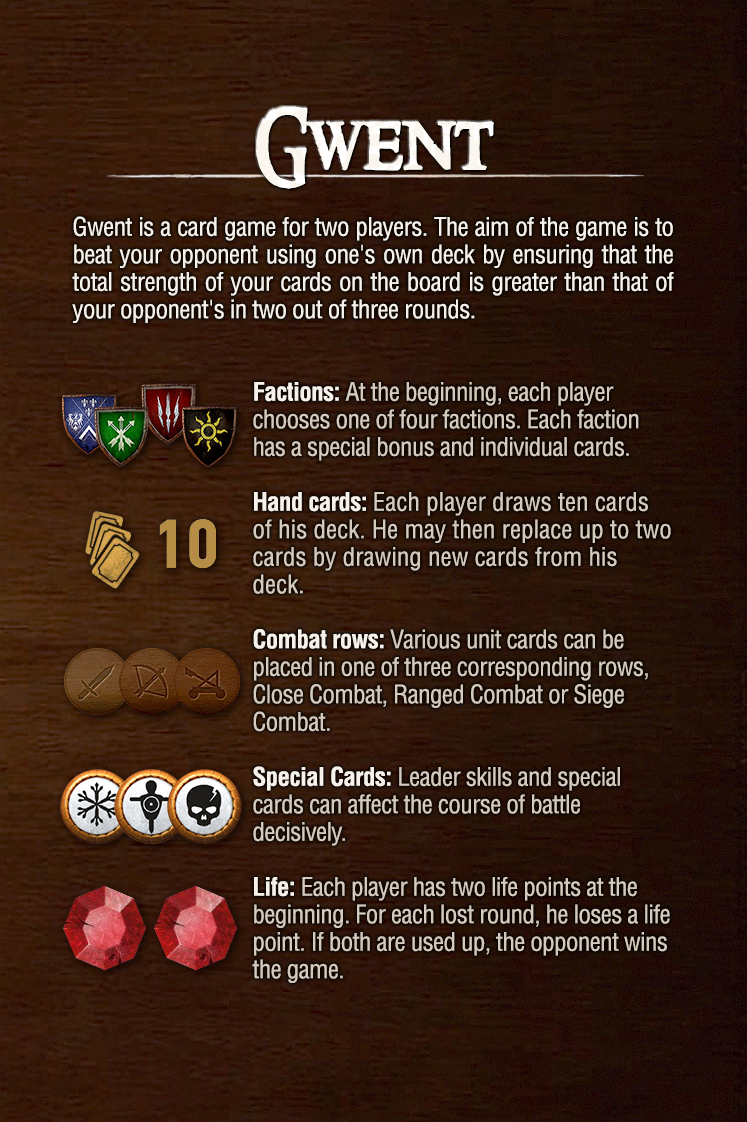 GWENT
Gwent is a card game for two players. The aim of the game is to
beat your opponent using one's own deck by ensuring that the
total strength of your cards on the board is greater than that of
your opponent's in two out of three rounds.
Factions: At the beginning, each player
chooses one of four factions. Each faction
has a special bonus and individual cards.
10
Hand cards: Each player draws ten cards
of his deck. He may then replace up to two
cards by drawing new cards from his
deck.
Combat rows: Various unit cards can be
placed in one of three corresponding rows,
Close Combat, Ranged Combat or Siege
Combat.
Special Cards: Leader skills and special
cards can affect the course of battle
decisively.
Life: Each player has two life points at the
beginning. For each lost round, he loses a life
point. If both are used up, the opponent wins
the game.